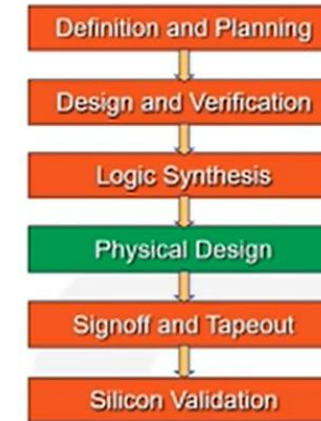 Definition and Planning
Design and Verification
Logic Synthesis
Physical Design
Signoff and Tapeout
Silicon Validation